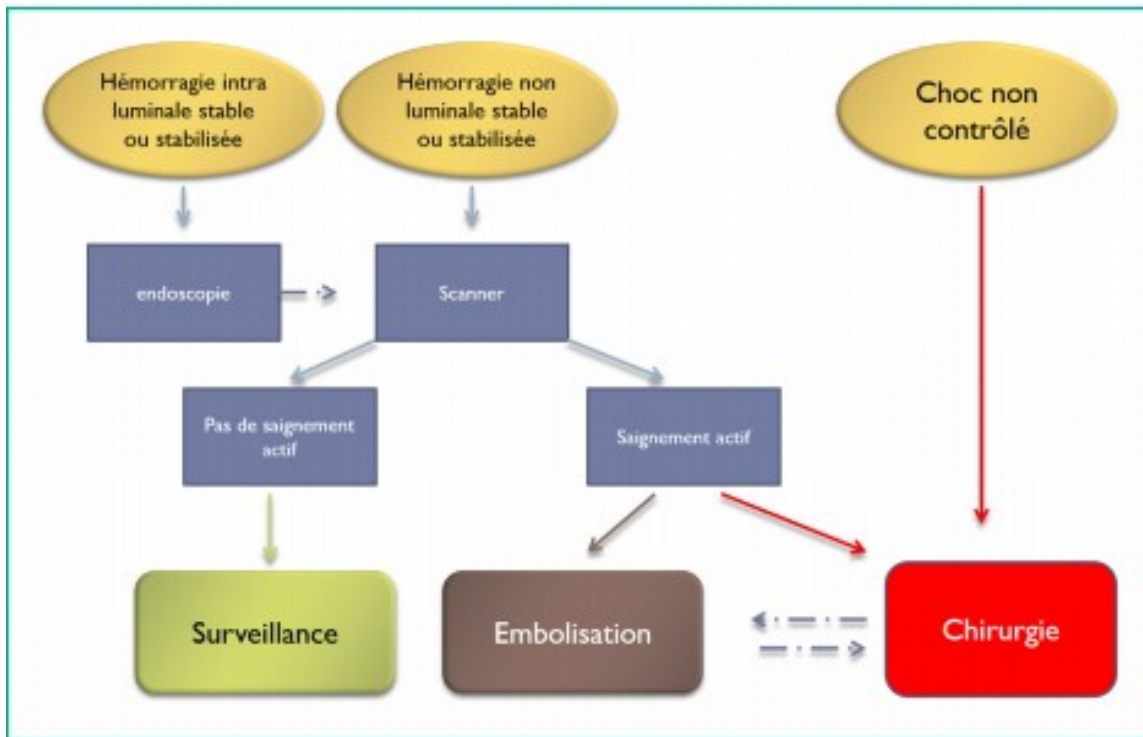 Hémorragie intra
luminale stable
ou stabilisée
Hémorragie non
luminale stable
ou stabilisée
Choc non
contrôlé
endoscopie
Scanner
Pas de saignement
actif
Saignement actif
Surveillance
Embolisation
Chirurgie